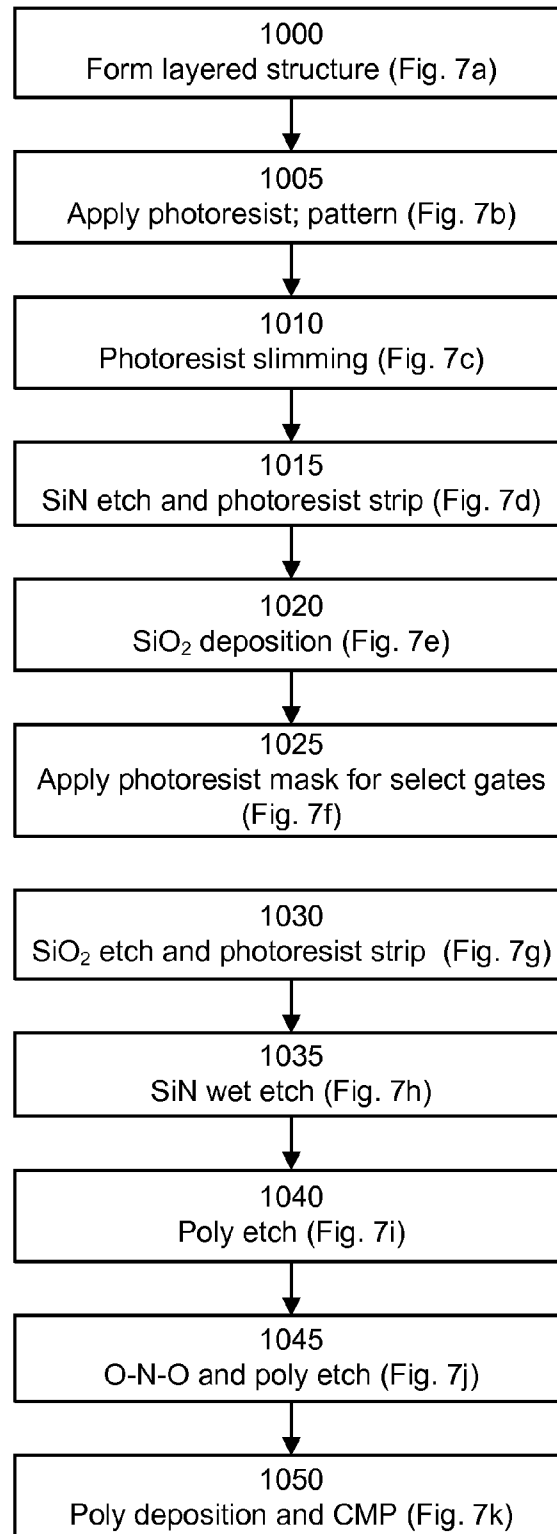 1000
Form layered structure (Fig. 7a)
1005
Apply photoresist; pattern (Fig. 7b)
1010
Photoresist slimming (Fig. 7c)
1015
SiN etch and photoresist strip (Fig. 7d)
1020
SiO₂ deposition (Fig. 7e)
1025
Apply photoresist mask for select gates
(Fig. 7f)
1030
SiO₂ etch and photoresist strip (Fig. 7g)
1035
SiN wet etch (Fig. 7h)
1040
Poly etch (Fig. 7i)
1045
O-N-O and poly etch (Fig. 7j)
1050
Poly deposition and CMP (Fig. 7k)